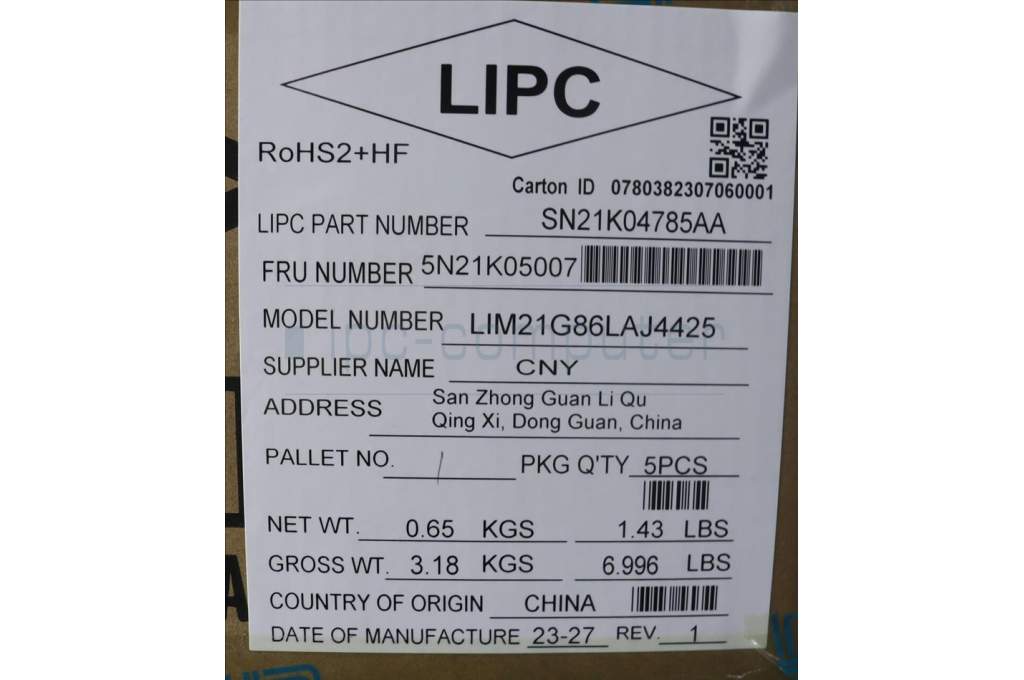 LIPC
RoHS2+HF
Carton ID 0780382307060001
LIPC PART NUMBER SN21K04785AA
FRU NUMBER 5N21K05007
MODEL NUMBER LIM21G86LAJ4425
ipc-computer
SUPPLIER NAME CNY
ADDRESS San Zhong Guan Li Qu
Qing Xi, Dong Guan, China
PALLET NO. / PKG Q'TY 5PCS
NET WT. 0.65 KGS 1.43 LBS
GROSS WT. 3.18 KGS 6.996 LBS
COUNTRY OF ORIGIN CHINA
DATE OF MANUFACTURE 23-27 REV. 1